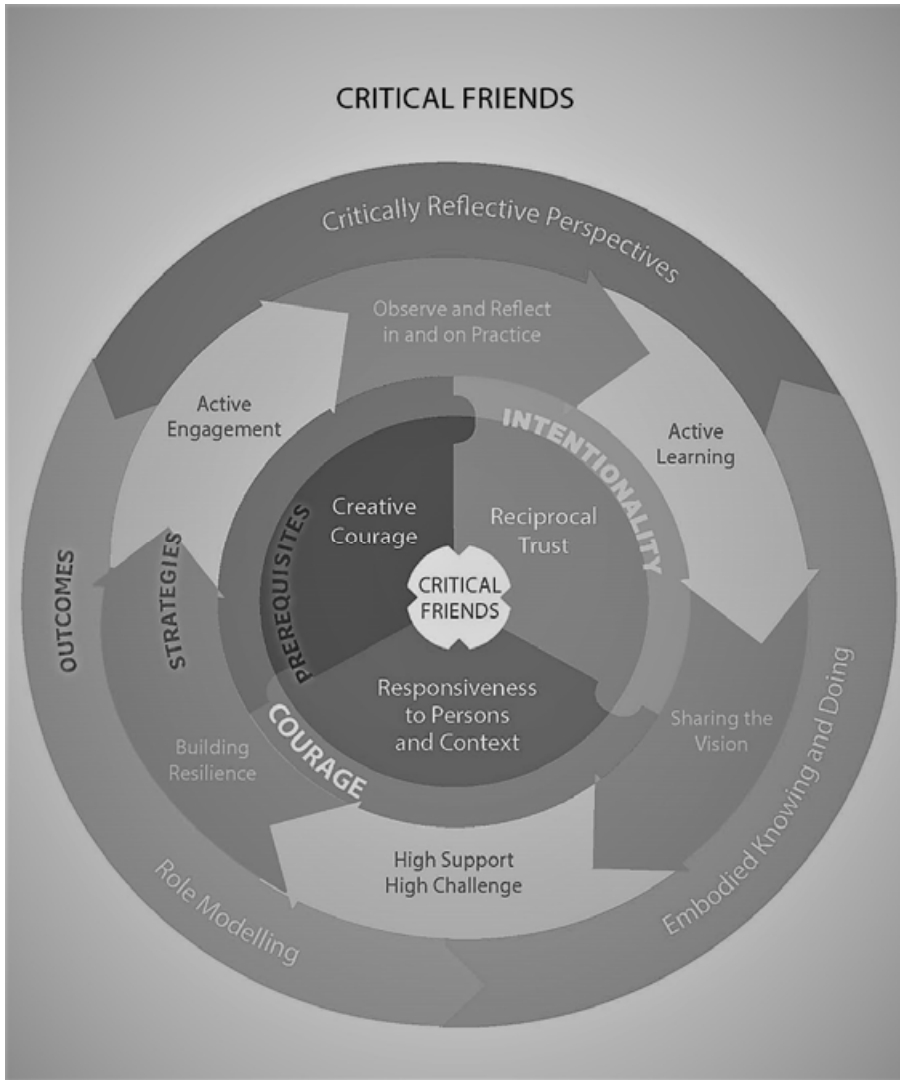 CRITICAL FRIENDS
Critically Reflective Perspectives
Observe and Reflect
in and on Practice
Active
Engagement
INTENTIONALITY
Active
Learning
Creative
Courage
Reciprocal
Trust
PREREQUISITES
STRATEGIES
OUTCOMES
CRITICAL
FRIENDS
Responsiveness
to Persons
and Context
COURAGE
Sharing the
Vision
Building
Resilience
High Support
High Challenge
Role Modelling
Embodied Knowing and Doing